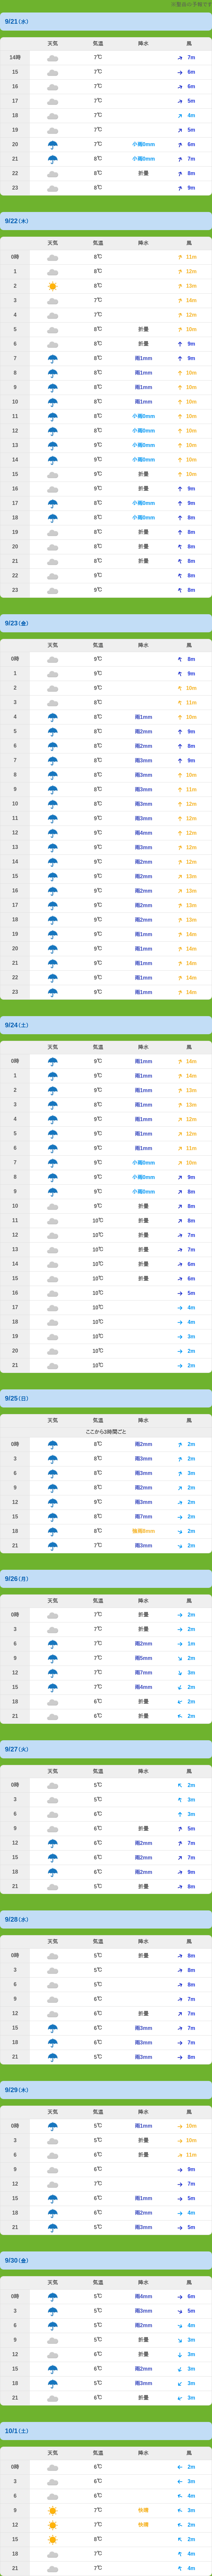 9/21(水)
天気 気温 降水 風
14時 7℃ 7m
15 7℃ 6m
16 7℃ 6m
17 7℃ 5m
18 7℃ 4m
19 7℃ 5m
20 7℃ 小雨0mm 6m
21 8℃ 小雨0mm 7m
22 8℃ 折畳 8m
23 8℃ 9m
9/22(木)
天気 気温 降水 風
0時 8℃ 11m
1 8℃ 12m
2 8℃ 13m
3 7℃ 14m
4 7℃ 12m
5 8℃ 折畳 10m
6 8℃ 折畳 9m
7 8℃ 雨1mm 9m
8 8℃ 雨1mm 10m
9 8℃ 雨1mm 10m
10 8℃ 雨1mm 10m
11 8℃ 小雨0mm 10m
12 8℃ 小雨0mm 10m
13 9℃ 小雨0mm 10m
14 9℃ 小雨0mm 10m
15 9℃ 折畳 10m
16 9℃ 折畳 9m
17 8℃ 小雨0mm 9m
18 8℃ 小雨0mm 8m
19 8℃ 折畳 8m
20 8℃ 折畳 8m
21 8℃ 折畳 8m
22 9℃ 8m
23 9℃ 8m
9/23(金)
天気 気温 降水 風
0時 9℃ 8m
1 9℃ 9m
2 9℃ 10m
3 8℃ 11m
4 8℃ 雨1mm 10m
5 8℃ 雨2mm 9m
6 8℃ 雨2mm 8m
7 8℃ 雨3mm 9m
8 8℃ 雨3mm 10m
9 8℃ 雨3mm 11m
10 8℃ 雨3mm 12m
11 9℃ 雨3mm 12m
12 9℃ 雨4mm 12m
13 9℃ 雨3mm 12m
14 9℃ 雨2mm 12m
15 9℃ 雨2mm 13m
16 9℃ 雨2mm 13m
17 9℃ 雨2mm 13m
18 9℃ 雨2mm 13m
19 9℃ 雨1mm 14m
20 9℃ 雨1mm 14m
21 9℃ 雨1mm 14m
22 9℃ 雨1mm 14m
23 9℃ 雨1mm 14m
9/24(土)
天気 気温 降水 風
0時 9℃ 雨1mm 14m
1 9℃ 雨1mm 14m
2 9℃ 雨1mm 13m
3 9℃ 雨1mm 13m
4 9℃ 雨1mm 12m
5 9℃ 雨1mm 12m
6 9℃ 雨1mm 11m
7 9℃ 小雨0mm 10m
8 9℃ 小雨0mm 9m
9 9℃ 小雨0mm 8m
10 9℃ 折畳 8m
11 10℃ 折畳 8m
12 10℃ 折畳 7m
13 10℃ 折畳 7m
14 10℃ 折畳 6m
15 10℃ 折畳 6m
16 10℃ 5m
17 10℃ 4m
18 10℃ 4m
19 10℃ 3m
20 10℃ 2m
21 10℃ 2m
9/25(日)
天気 気温 降水 風
ここから3時間ごと
0時 8℃ 雨2mm 2m
3 8℃ 雨3mm 2m
6 8℃ 雨3mm 3m
9 8℃ 雨2mm 2m
12 9℃ 雨3mm 2m
15 8℃ 雨7mm 2m
18 8℃ 強雨8mm 2m
21 7℃ 雨3mm 2m
9/26(月)
天気 気温 降水 風
0時 7℃ 折畳 2m
3 7℃ 折畳 2m
6 7℃ 雨2mm 1m
9 7℃ 雨5mm 2m
12 7℃ 雨7mm 3m
15 7℃ 雨4mm 2m
18 6℃ 折畳 2m
21 6℃ 折畳 2m
9/27(火)
天気 気温 降水 風
0時 5℃ 2m
3 5℃ 3m
6 6℃ 3m
9 6℃ 折畳 5m
12 6℃ 雨2mm 7m
15 6℃ 雨2mm 7m
18 6℃ 雨2mm 9m
21 5℃ 折畳 8m
9/28(水)
天気 気温 降水 風
0時 5℃ 折畳 8m
3 5℃ 8m
6 5℃ 8m
9 6℃ 7m
12 6℃ 折畳 7m
15 6℃ 雨3mm 7m
18 6℃ 雨3mm 7m
21 5℃ 雨3mm 8m
9/29(木)
天気 気温 降水 風
0時 5℃ 雨1mm 10m
3 5℃ 折畳 10m
6 6℃ 折畳 11m
9 6℃ 9m
12 7℃ 7m
15 6℃ 雨1mm 5m
18 6℃ 雨2mm 4m
21 5℃ 雨3mm 5m
9/30(金)
天気 気温 降水 風
0時 5℃ 雨4mm 6m
3 5℃ 雨3mm 5m
6 5℃ 雨2mm 4m
9 5℃ 折畳 3m
12 6℃ 折畳 3m
15 6℃ 雨2mm 3m
18 5℃ 雨3mm 3m
21 6℃ 折畳 3m
10/1(土)
天気 気温 降水 風
0時 6℃ 2m
3 6℃ 3m
6 6℃ 4m
9 7℃ 快晴 3m
12 7℃ 快晴 2m
15 8℃ 2m
18 7℃ 4m
21 7℃ 4m